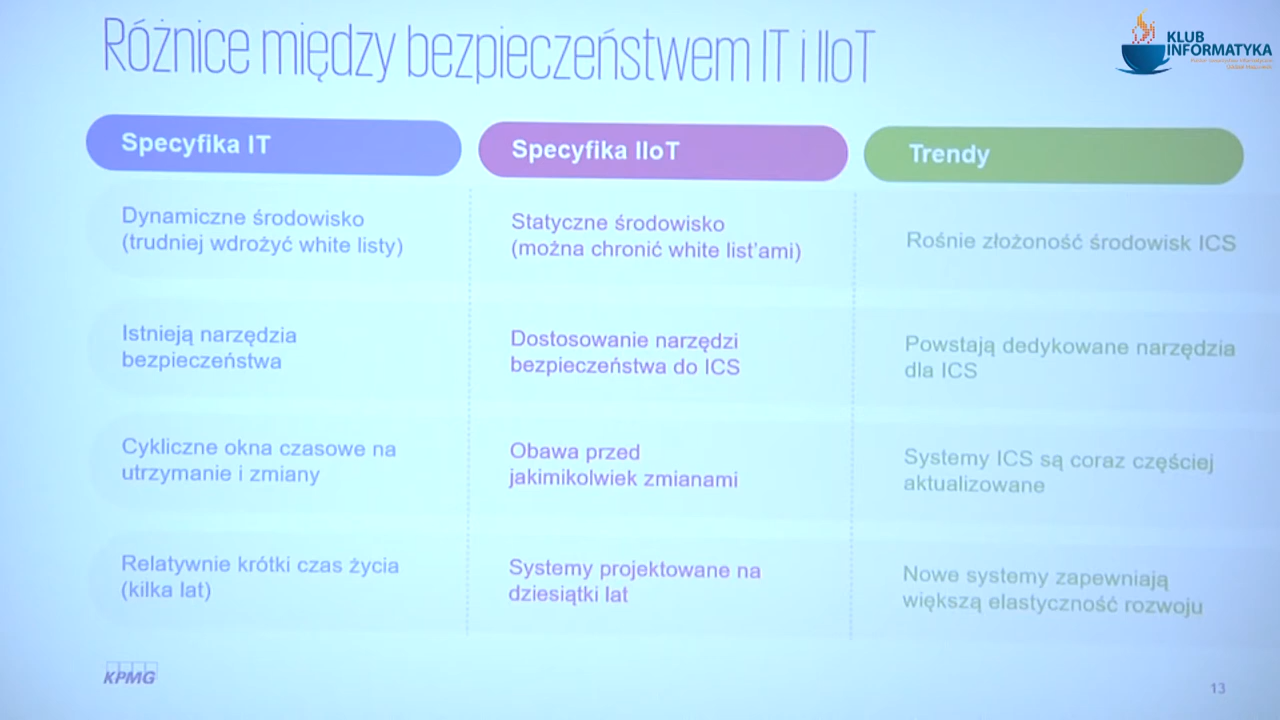 Różnice między bezpieczeństwem IT i IIoT
KLUB
INFORMATYKA
Specyfika IT
Specyfika IIoT
Trendy
Dynamiczne środowisko
(trudniej wdrożyć white listy)
Statyczne środowisko
(można chronić white list'ami)
Rośnie złożoność środowisk ICS
Istnieją narzędzia
bezpieczeństwa
Dostosowanie narzędzi
bezpieczeństwa do ICS
Powstają dedykowane narzędzia
dla ICS
Cykliczne okna czasowe na
utrzymanie i zmiany
Obawa przed
jakimikolwiek zmianami
Systemy ICS są coraz częściej
aktualizowane
Relatywnie krótki czas życia
(kilka lat)
Systemy projektowane na
dziesiątki lat
Nowe systemy zapewniają
większą elastyczność rozwoju
KPMG
13